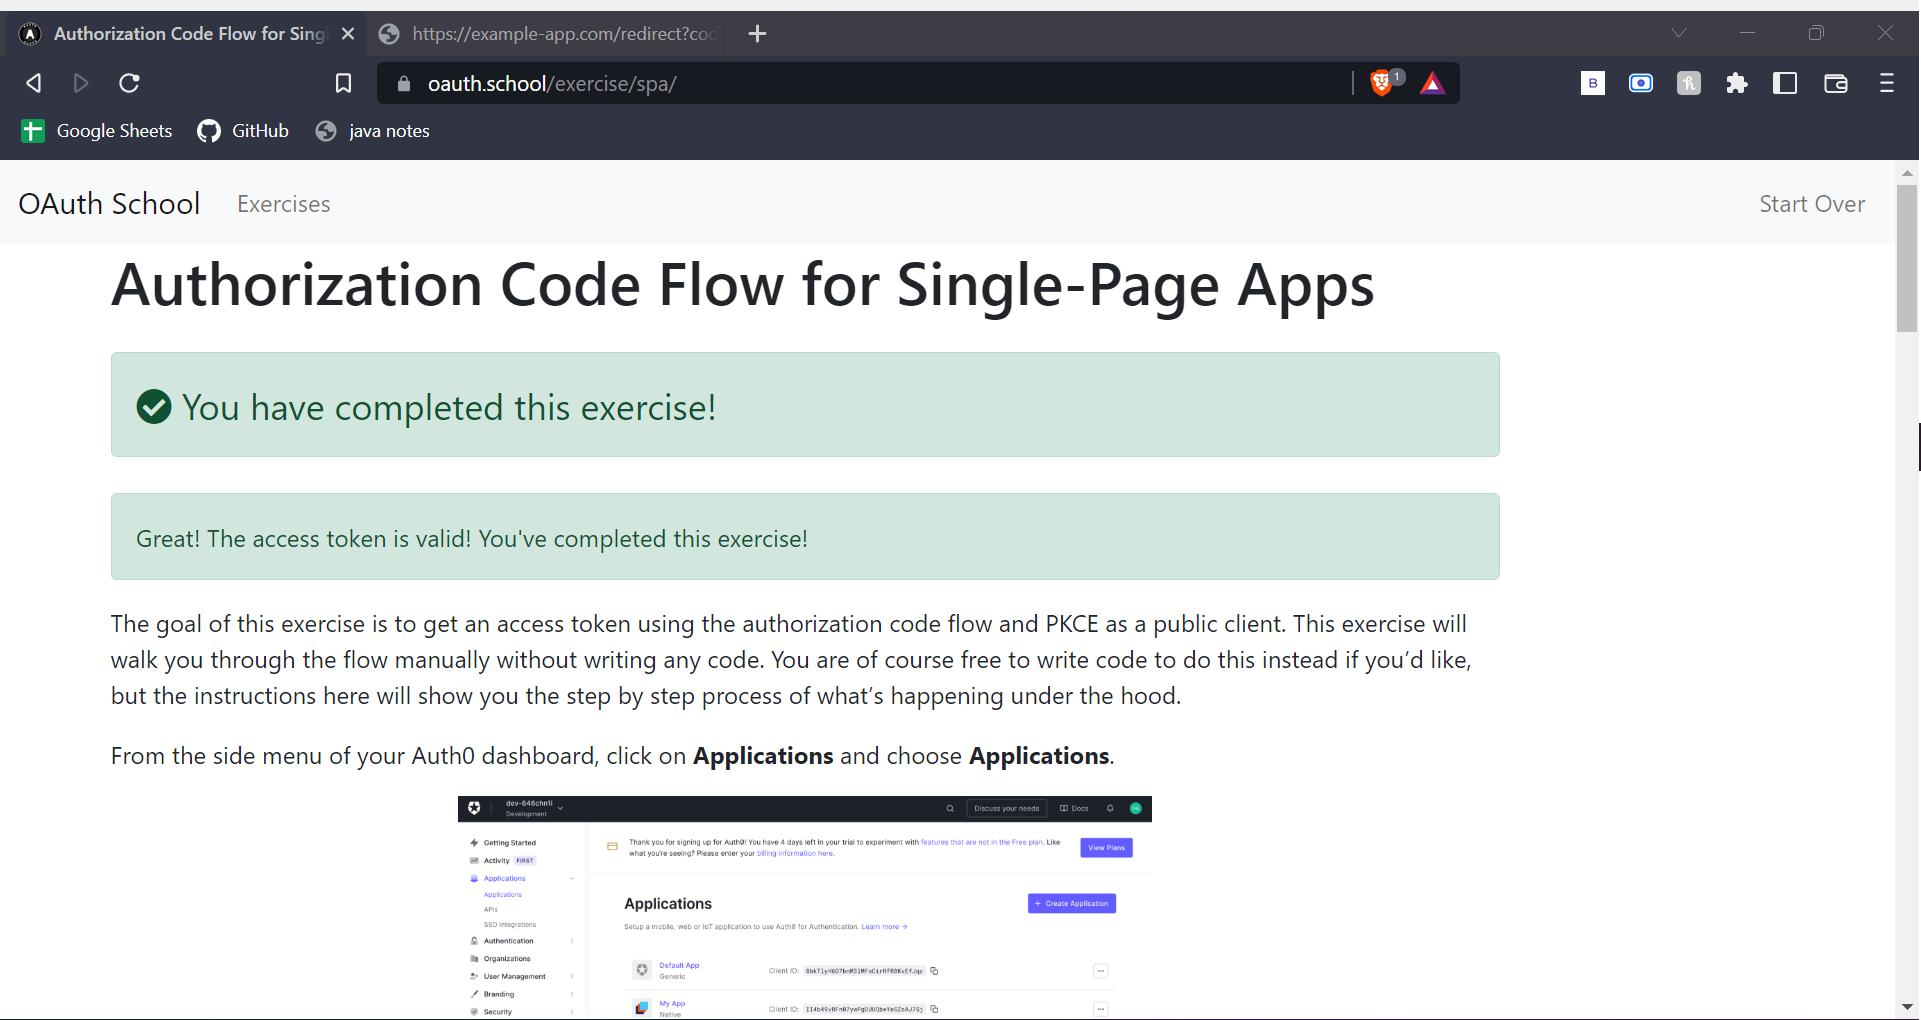 Authorization Code Flow for Sing
https://example-app.com/redirect?cod
oauth.school/exercise/spa/
1
B
Google Sheets
GitHub
java notes
OAuth School
Exercises
Start Over
Authorization Code Flow for Single-Page Apps
You have completed this exercise!
Great! The access token is valid! You've completed this exercise!
The goal of this exercise is to get an access token using the authorization code flow and PKCE as a public client. This exercise will
walk you through the flow manually without writing any code. You are of course free to write code to do this instead if you’d like,
but the instructions here will show you the step by step process of what’s happening under the hood.
From the side menu of your Auth0 dashboard, click on Applications and choose Applications.
dev-646chn1i
Development
Discuss your needs
Docs
Getting Started
Activity FIRST
Applications
Applications
APIs
SSO Integrations
Authentication
Organizations
User Management
Branding
Security
Thank you for signing up for Auth0! You have 4 days left in your trial to experiment with features that are not in the Free plan. Like
what you're seeing? Please enter your billing information here.
View Plans
Applications
+ Create Application
Setup a mobile, web or IoT application to use Auth0 for Authentication. Learn more →
Default App
Generic
Client ID:
My App
Native
Client ID: